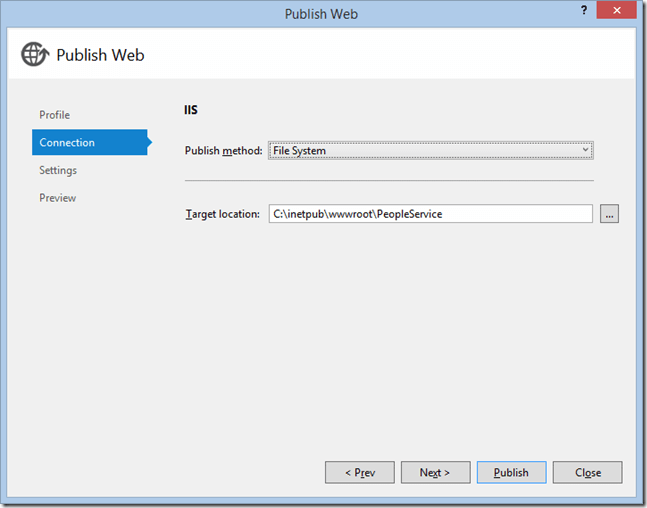 Publish Web
?
Publish Web
Profile
Connection
Settings
Preview
IIS
Publish method: File System
Target location: C:\inetpub\wwwroot\PeopleService ...
< Prev Next > Publish Close